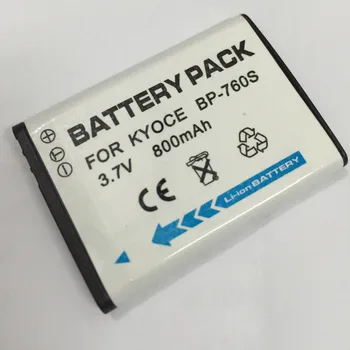 BATTERY PACK
FOR KYOCE BP-760S
3.7V 800mAh
CE
Li-ion BATTERY